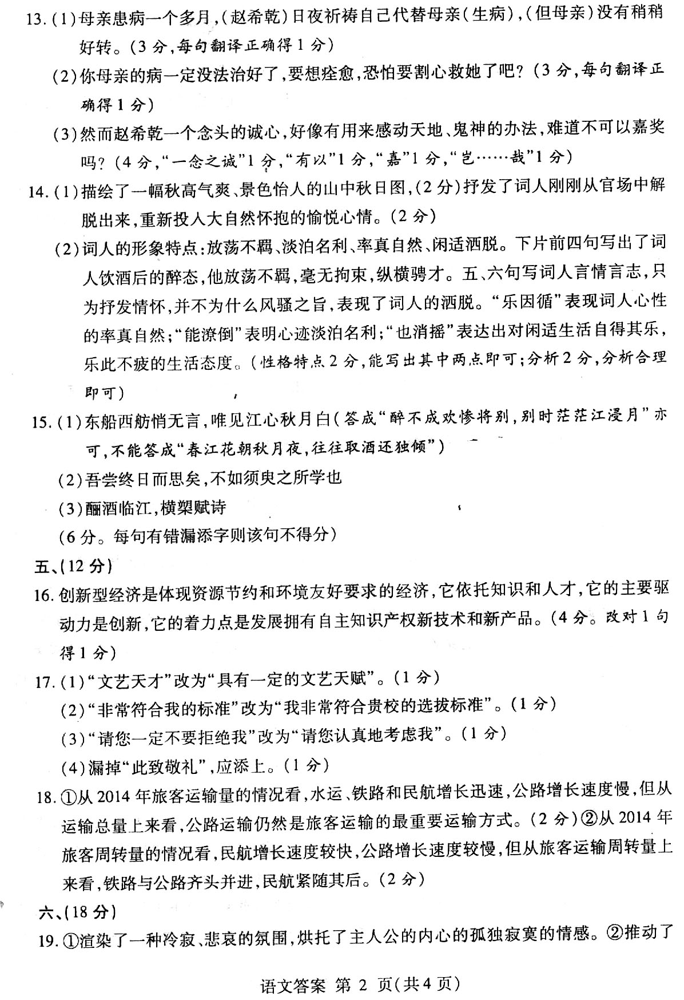 13. (1)母亲患病一个多月,(赵希乾)日夜祈祷自己代替母亲(生病),(但母亲)没有稍稍
好转。(3 分,每句翻译正确得 1 分)
(2)你母亲的病一定没法治好了,要想痊愈,恐怕要割心救她了吧? (3 分,每句翻译正
确得 1 分)
(3)然而赵希乾一个念头的诚心,好像有用来感动天地、鬼神的办法,难道不可以嘉奖
吗? (4 分,“一念之诚”1 分,“有以”1 分,“嘉”1 分,“岂……哉”1 分)
14. (1)描绘了一幅秋高气爽、景色怡人的山中秋日图,(2 分)抒发了词人刚刚从官场中解
脱出来,重新投入大自然怀抱的愉悦心情。(2 分)
(2)词人的形象特点:放荡不羁、淡泊名利、率真自然、闲适洒脱。下片前四句写出了词
人饮酒后的醉态,他放荡不羁,毫无拘束,纵横骋才。五、六句写词人言情言志,只
为抒发情怀,并不为什么风骚之旨,表现了词人的洒脱。“乐因循”表现词人心性
的率真自然;“能潦倒”表明心迹淡泊名利;“也消摇”表达出对闲适生活自得其乐,
乐此不疲的生活态度。(性格特点 2 分,能写出其中两点即可;分析 2 分,分析合理
即可)
15. (1)东船西舫悄无言,唯见江心秋月白(答成“醉不成欢惨将别,别时茫茫江浸月”亦
可,不能答成“春江花朝秋月夜,往往取酒还独倾”)
(2)吾尝终日而思矣,不如须臾之所学也
(3)酾酒临江,横槊赋诗
(6 分。每句有错漏添字则该句不得分)
五、(12 分)
16. 创新型经济是体现资源节约和环境友好要求的经济,它依托知识和人才,它的主要驱
动力是创新,它的着力点是发展拥有自主知识产权新技术和新产品。(4 分。改对 1 句
得 1 分)
17. (1)“文艺天才”改为“具有一定的文艺天赋”。(1 分)
(2)“非常符合我的标准”改为“我非常符合贵校的选拔标准”。(1 分)
(3)“请您一定不要拒绝我”改为“请您认真地考虑我”。(1 分)
(4)漏掉“此致敬礼”,应添上。(1 分)
18. ①从 2014 年旅客运输量的情况看,水运、铁路和民航增长迅速,公路增长速度慢,但从
运输总量上来看,公路运输仍然是旅客运输的最重要运输方式。(2 分)②从 2014 年
旅客周转量的情况看,民航增长速度较快,公路增长速度较慢,但从旅客运输周转量上
来看,铁路与公路齐头并进,民航紧随其后。(2 分)
六、(18 分)
19. ①渲染了一种冷寂、悲哀的氛围,烘托了主人公的内心的孤独寂寞的情感。②推动了
语文答案 第 2 页(共 4 页)